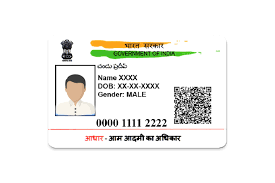 भारत सरकार
GOVERNMENT OF INDIA
చందు ప్రదీప్
Name XXXX
DOB: XX-XX-XXXX
Gender: MALE
0000 1111 2222
आधार - आम आदमी का अधिकार